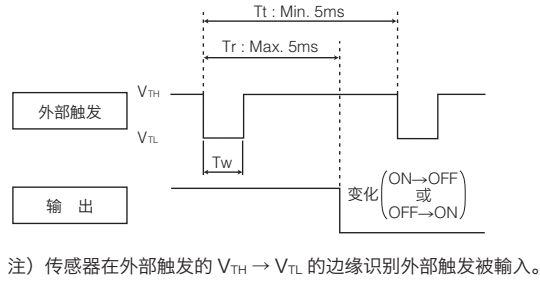 Tt : Min. 5ms
Tr : Max. 5ms
VTH
外部触发
VTL
Tw
输 出
变化
ON→OFF
或
OFF→ON
注）传感器在外部触发的 VTH → VTL 的边缘识别外部触发被輸入。